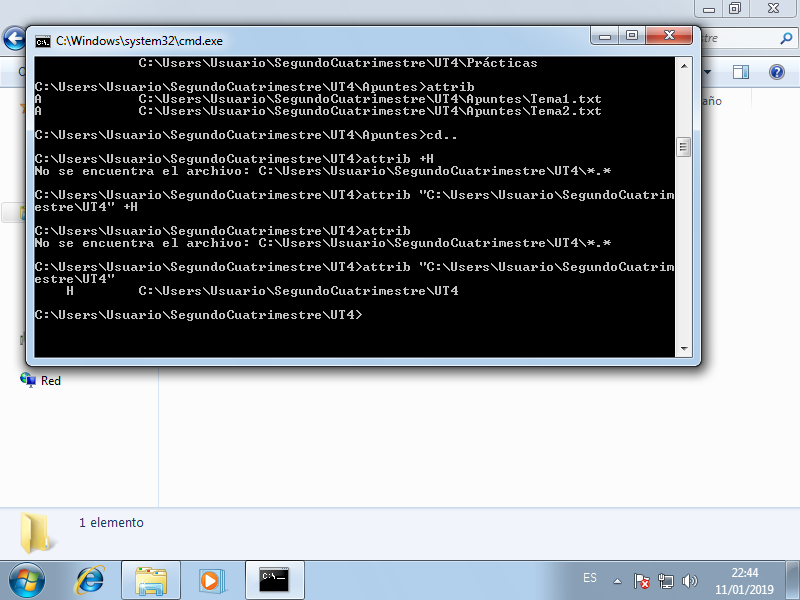 C:\Windows\system32\cmd.exe
C:\Users\Usuario\SegundoCuatrimestre\UT4\Prácticas
C:\Users\Usuario\SegundoCuatrimestre\UT4\Apuntes>attrib
A            C:\Users\Usuario\SegundoCuatrimestre\UT4\Apuntes\Tema1.txt
A            C:\Users\Usuario\SegundoCuatrimestre\UT4\Apuntes\Tema2.txt
C:\Users\Usuario\SegundoCuatrimestre\UT4\Apuntes>cd..
C:\Users\Usuario\SegundoCuatrimestre\UT4>attrib +H
No se encuentra el archivo: C:\Users\Usuario\SegundoCuatrimestre\UT4\*.*
C:\Users\Usuario\SegundoCuatrimestre\UT4>attrib "C:\Users\Usuario\SegundoCuatrim
estre\UT4" +H
C:\Users\Usuario\SegundoCuatrimestre\UT4>attrib
No se encuentra el archivo: C:\Users\Usuario\SegundoCuatrimestre\UT4\*.*
C:\Users\Usuario\SegundoCuatrimestre\UT4>attrib "C:\Users\Usuario\SegundoCuatrim
estre\UT4"
    H        C:\Users\Usuario\SegundoCuatrimestre\UT4
C:\Users\Usuario\SegundoCuatrimestre\UT4>
Red
1 elemento
ES
22:44
11/01/2019